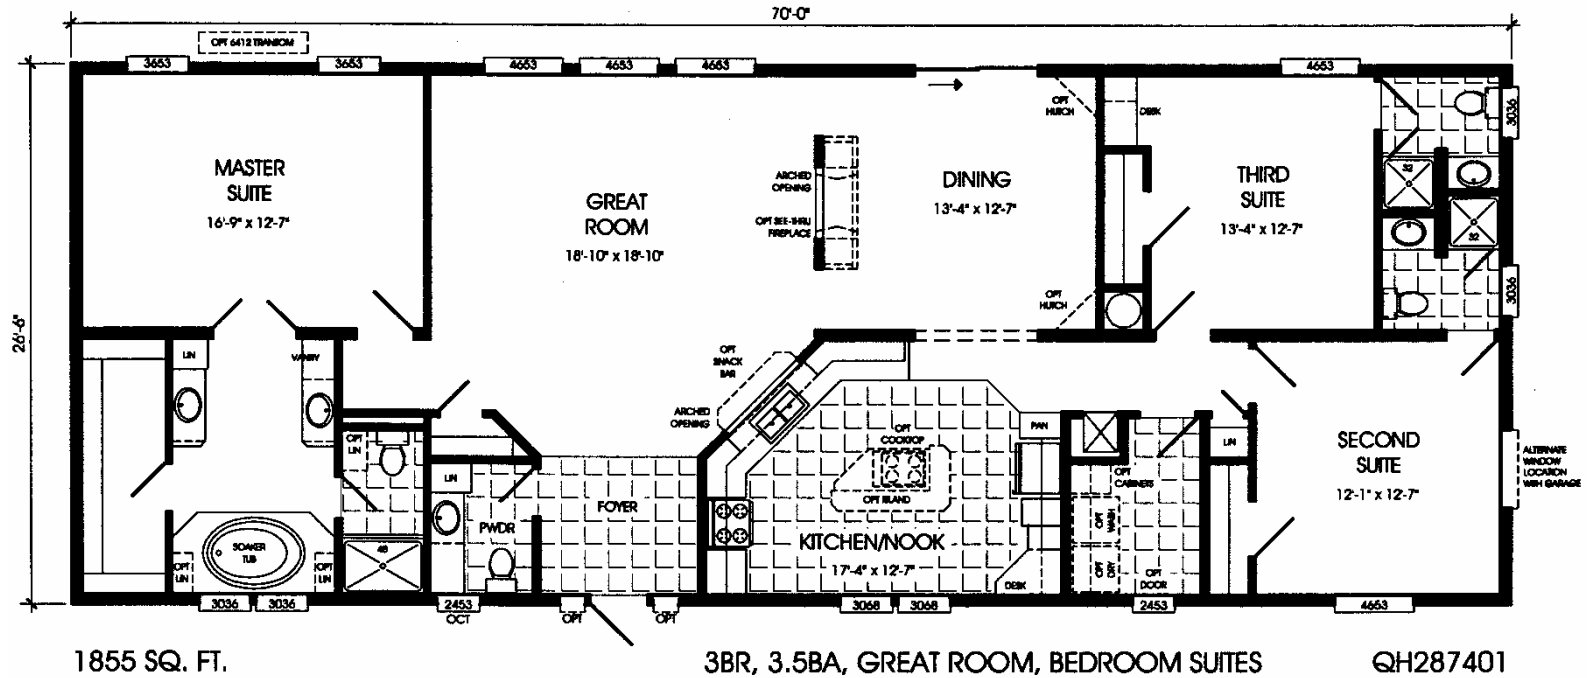 70'-0"
OPT 6412 TRANSOM
3653
3653
4653
4653
4653
4653
26'-6"
MASTER
SUITE
16'-9" x 12'-7"
GREAT
ROOM
18'-10" x 18'-10"
ARCHED
OPENING
OPT SEE-THRU
FIREPLACE
DINING
13'-4" x 12'-7"
OPT
HUTCH
OPT
HUTCH
DESK
THIRD
SUITE
13'-4" x 12'-7"
32
32
3036
3036
LIN
VANITY
OPT
LIN
SOAKER
TUB
OPT
LIN
OPT
LIN
48
3036
3036
LIN
PWDR
FOYER
2453
OCT
OPT
OPT
OPT
SNACK
BAR
ARCHED
OPENING
OPT
COOKTOP
OPT ISLAND
KITCHEN/NOOK
17'-4" x 12'-7"
PAN
DESK
3068
3068
OPT
CABINETS
OPT
WASH
OPT
DRY
OPT
DOOR
2453
LIN
SECOND
SUITE
12'-1" x 12'-7"
4653
ALTERNATE
WINDOW
LOCATION
WITH GARAGE
1855 SQ. FT.
3BR, 3.5BA, GREAT ROOM, BEDROOM SUITES
QH287401